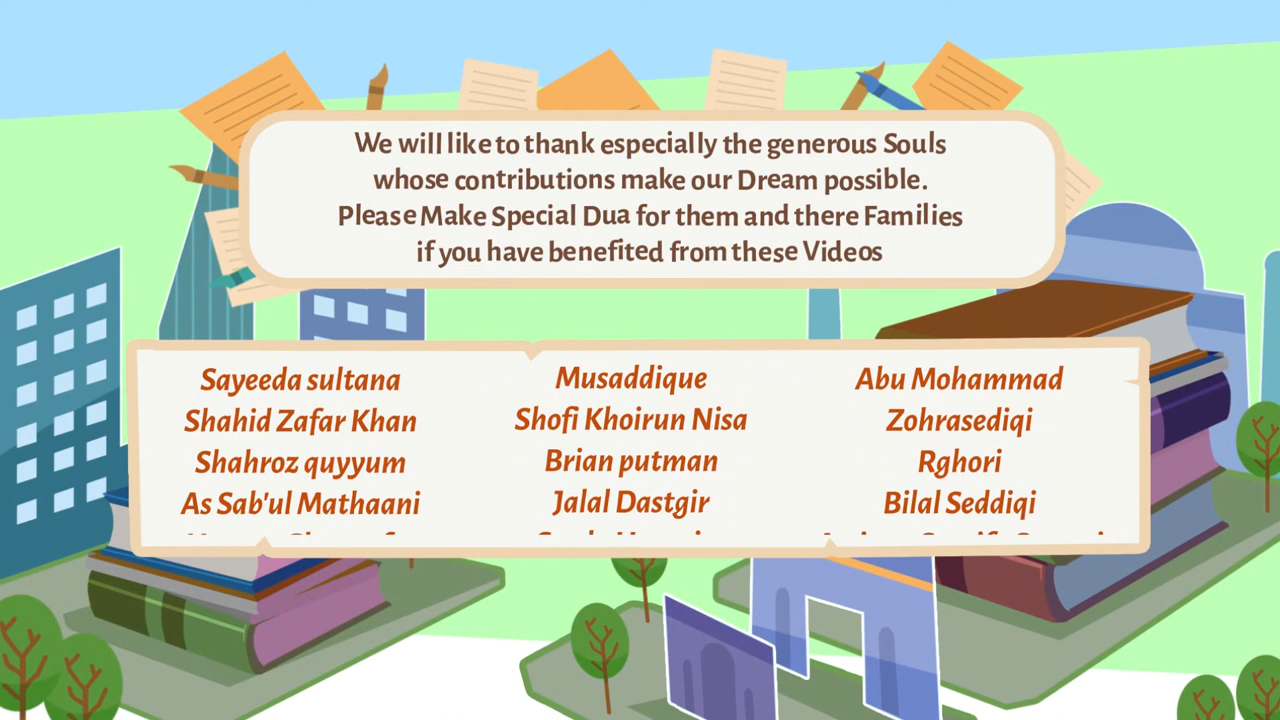 We will like to thank especially the generous Souls
whose contributions make our Dream possible.
Please Make Special Dua for them and there Families
if you have benefited from these Videos
Sayeeda sultana
Shahid Zafar Khan
Shahroz quyyum
As Sab'ul Mathaani
Musaddique
Shofi Khoirun Nisa
Brian putman
Jalal Dastgir
Abu Mohammad
Zohrasediqi
Rghori
Bilal Seddiqi